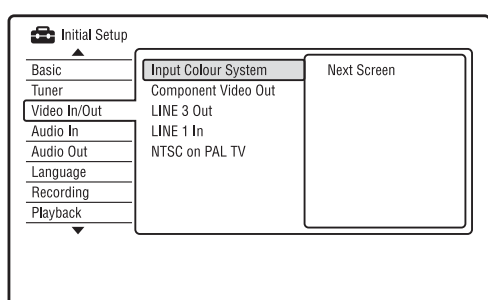 Initial Setup
Basic
Tuner
Video In/Out
Audio In
Audio Out
Language
Recording
Playback
Input Colour System
Component Video Out
LINE 3 Out
LINE 1 In
NTSC on PAL TV
Next Screen